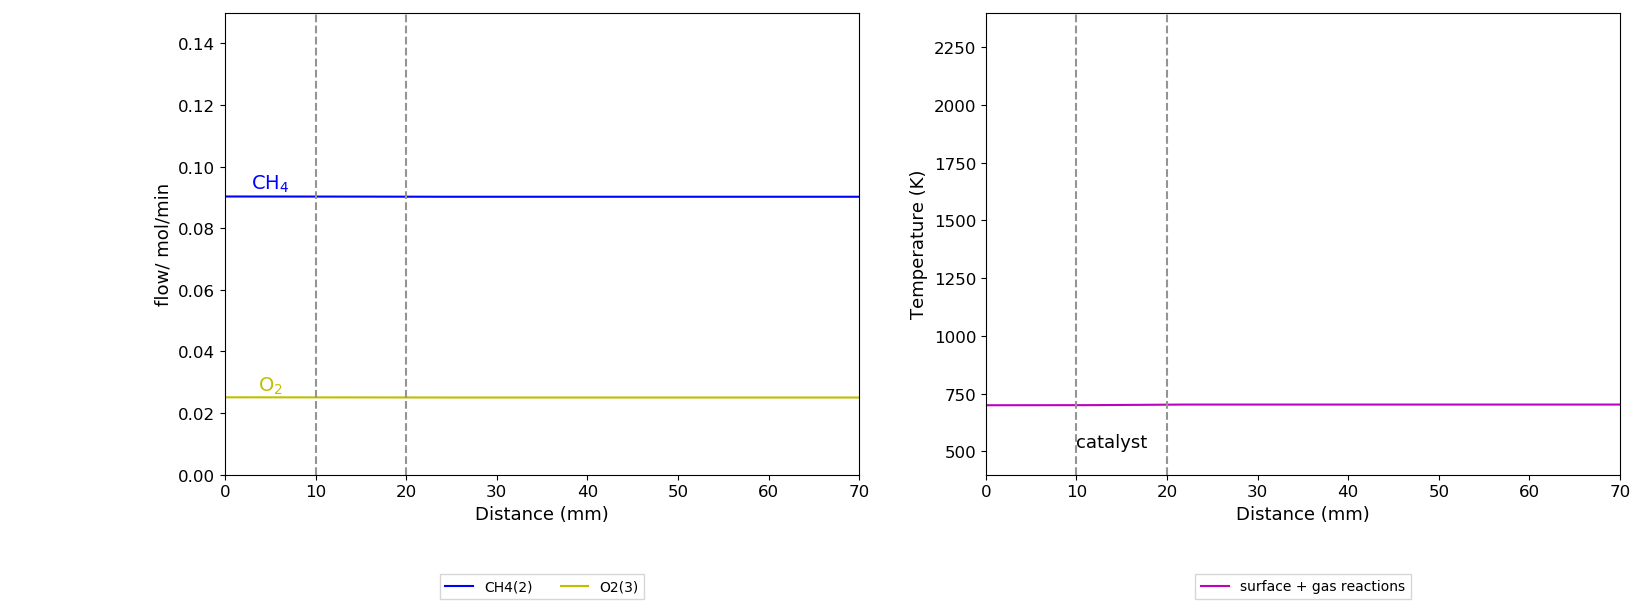 0.14
0.12
0.10
0.08
0.06
0.04
0.02
0.00
flow/ mol/min
CH₄
O₂
0 10 20 30 40 50 60 70
Distance (mm)
CH4(2) O2(3)
2250
2000
1750
1500
1250
1000
750
500
Temperature (K)
catalyst
0 10 20 30 40 50 60 70
Distance (mm)
surface + gas reactions